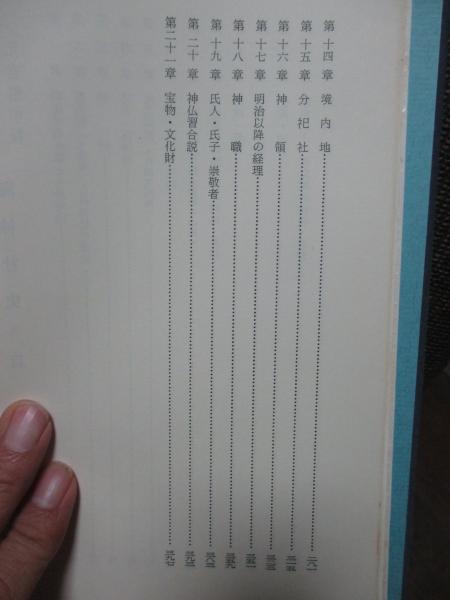 第十四章 境内地
第十五章 分祀社
第十六章 神領
第十七章 明治以降の経理
第十八章 神職
第十九章 氏人・氏子・崇敬者
第二十章 神仏習合説
第二十一章 宝物・文化財